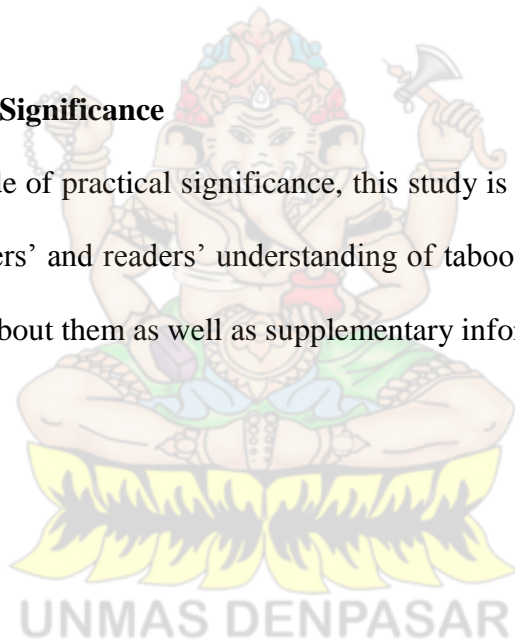 Significance
de of practical significance, this study is
ers’ and readers’ understanding of taboo
bout them as well as supplementary infor
UNMAS DENPASAR